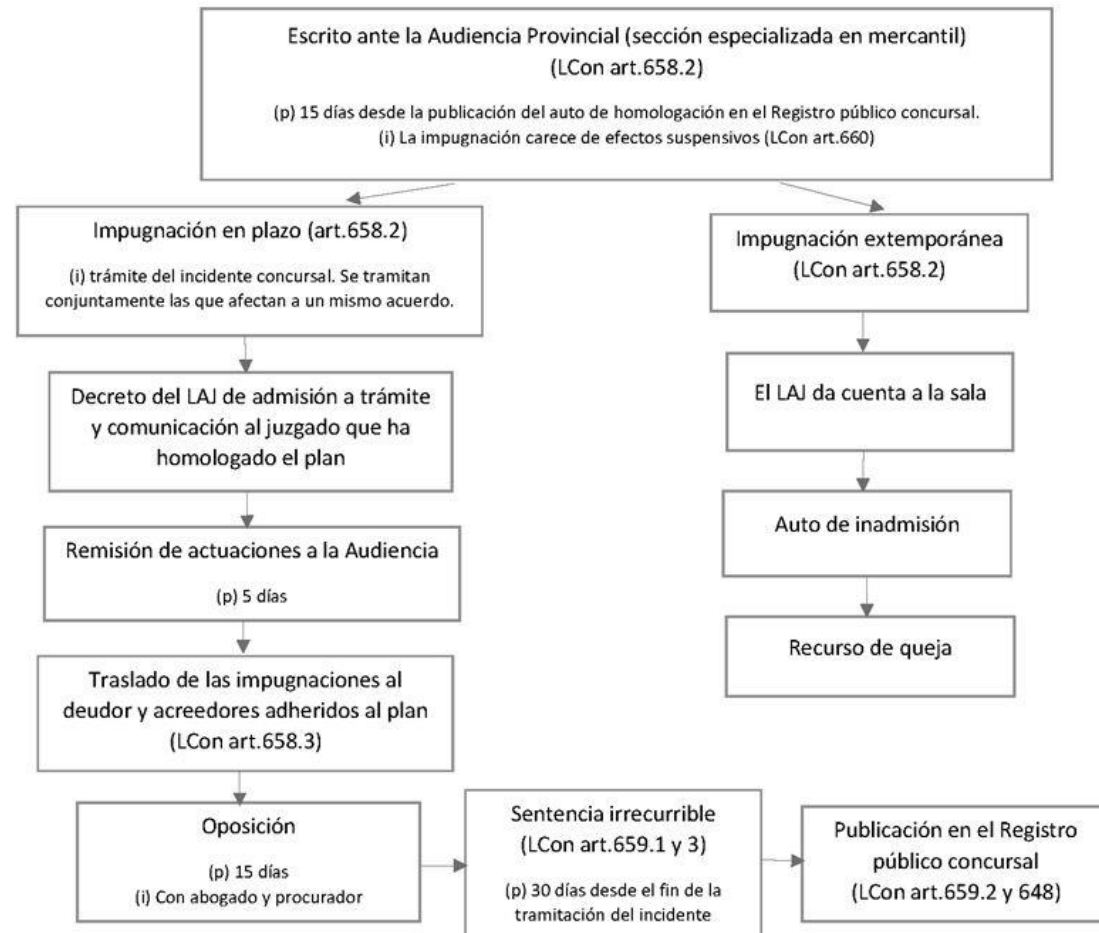 Escrito ante la Audiencia Provincial (sección especializada en mercantil)
(LCon art.658.2)
(p) 15 días desde la publicación del auto de homologación en el Registro público concursal.
(i) La impugnación carece de efectos suspensivos (LCon art.660)
Impugnación en plazo (art.658.2)
(i) trámite del incidente concursal. Se tramitan
conjuntamente las que afectan a un mismo acuerdo.
Decreto del LAJ de admisión a trámite
y comunicación al juzgado que ha
homologado el plan
Remisión de actuaciones a la Audiencia
(p) 5 días
Traslado de las impugnaciones al
deudor y acreedores adheridos al plan
(LCon art.658.3)
Oposición
(p) 15 días
(i) Con abogado y procurador
Sentencia irrecurrible
(LCon art.659.1 y 3)
(p) 30 días desde el fin de la
tramitación del incidente
Publicación en el Registro
público concursal
(LCon art.659.2 y 648)
Impugnación extemporánea
(LCon art.658.2)
El LAJ da cuenta a la sala
Auto de inadmisión
Recurso de queja